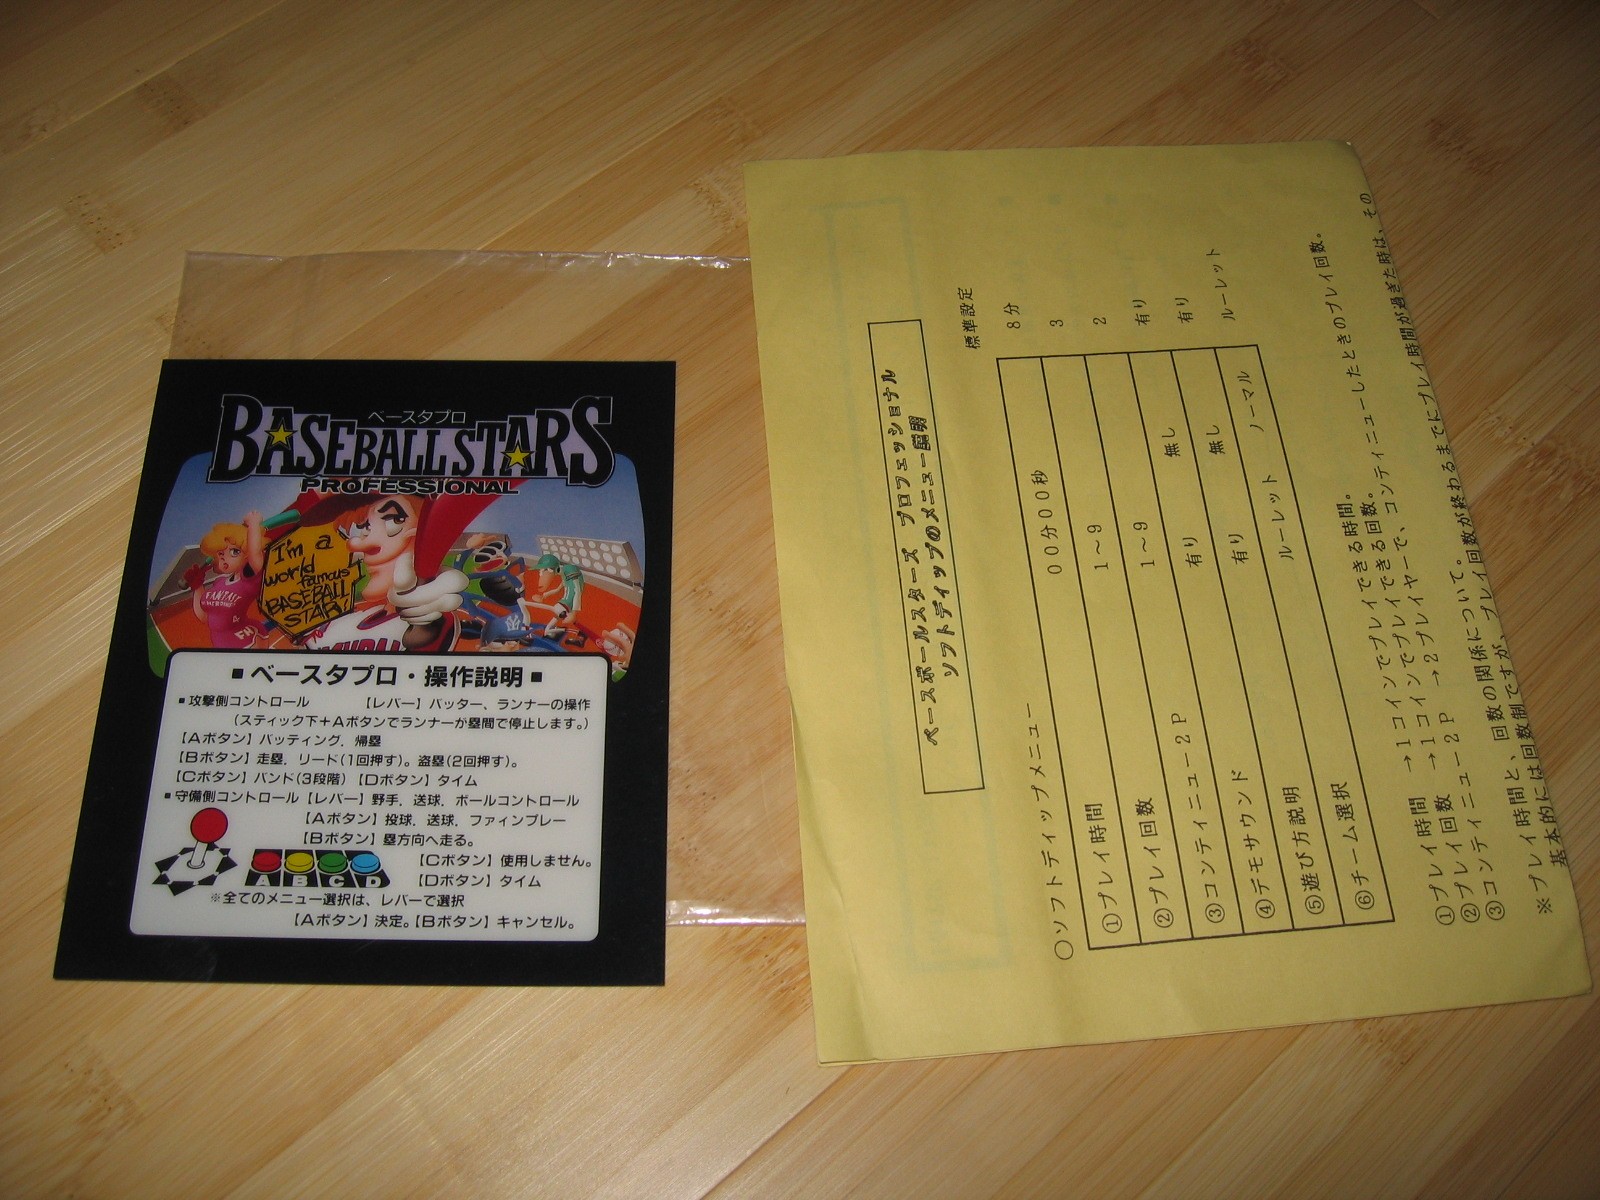 ベースタプロ
BASEBALL STARS
PROFESSIONAL
I'm a
world
famous
BASEBALL
STAR!
FANTASY
■ベースタプロ・操作説明■
■攻撃側コントロール 【レバー】バッター、ランナーの操作
(スティック下+Aボタンでランナーが塁間で停止します。)
【Aボタン】バッティング、帰塁
【Bボタン】走塁、リード(1回押す)。盗塁(2回押す)。
【Cボタン】バンド(3段階)【Dボタン】タイム
■守備側コントロール【レバー】野手、送球、ボールコントロール
【Aボタン】投球、送球、ファインプレー
【Bボタン】塁方向へ走る。
【Cボタン】使用しません。
【Dボタン】タイム
A B C D
※全てのメニュー選択は、レバーで選択
【Aボタン】決定。【Bボタン】キャンセル。
ベースボールスターズ プロフェッショナル
ソフトディップのメニュー説明
○ソフトディップメニュー 標準設定
①プレイ時間 00分00秒 8分
②プレイ回数 1~9 3
③コンティニュー2P 1~9 2
④デモサウンド 有り 無し 有り
⑤遊び方説明 有り 無し 有り
⑥チーム選択 ルーレット ノーマル ルーレット
①プレイ時間 →1コインでプレイできる時間。
②プレイ回数 →1コインでプレイできる回数。
③コンティニュー2P →2プレイヤーで、コンティニューしたときのプレイ回数。
※プレイ時間と、回数の関係について。
基本的には回数制ですが、プレイ回数が終わるまでにプレイ時間が過ぎた時は、その